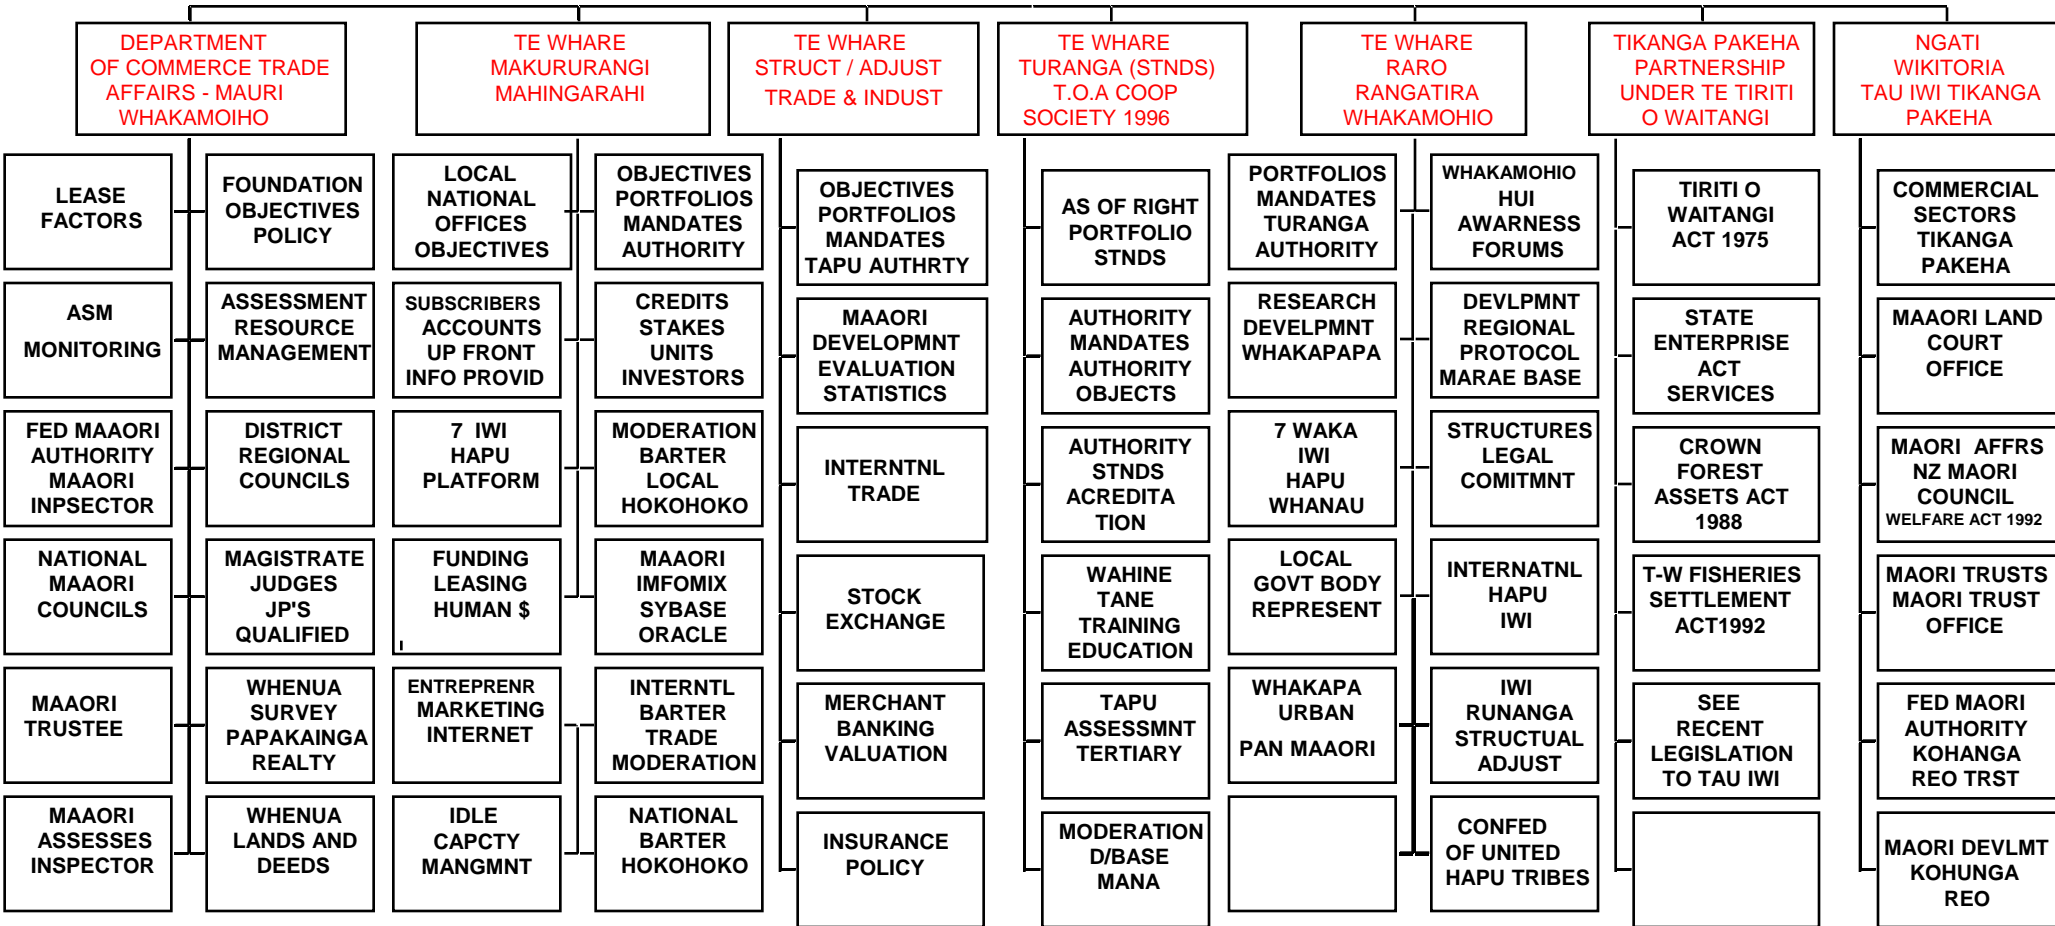 DEPARTMENT
OF COMMERCE TRADE
AFFAIRS - MAURI
WHAKAMOIHO
TE WHARE
MAKURURANGI
MAHINGARAHI
TE WHARE
STRUCT / ADJUST
TRADE & INDUST
TE WHARE
TURANGA (STNDS)
T.O.A COOP
SOCIETY 1996
TE WHARE
RARO
RANGATIRA
WHAKAMOHIO
TIKANGA PAKEHA
PARTNERSHIP
UNDER TE TIRITI
O WAITANGI
NGATI
WIKITORIA
TAU IWI TIKANGA
PAKEHA
LEASE
FACTORS
FOUNDATION
OBJECTIVES
POLICY
LOCAL
NATIONAL
OFFICES
OBJECTIVES
OBJECTIVES
PORTFOLIOS
MANDATES
AUTHORITY
OBJECTIVES
PORTFOLIOS
MANDATES
TAPU AUTHRTY
AS OF RIGHT
PORTFOLIO
STNDS
PORTFOLIOS
MANDATES
TURANGA
AUTHORITY
WHAKAMOHIO
HUI
AWARNESS
FORUMS
TIRITI O
WAITANGI
ACT 1975
COMMERCIAL
SECTORS
TIKANGA
PAKEHA
ASM
MONITORING
ASSESSMENT
RESOURCE
MANAGEMENT
SUBSCRIBERS
ACCOUNTS
UP FRONT
INFO PROVID
CREDITS
STAKES
UNITS
INVESTORS
MAAORI
DEVELOPMNT
EVALUATION
STATISTICS
AUTHORITY
MANDATES
AUTHORITY
OBJECTS
RESEARCH
DEVELPMNT
WHAKAPAPA
DEVLPMNT
REGIONAL
PROTOCOL
MARAE BASE
STATE
ENTERPRISE
ACT
SERVICES
MAAORI LAND
COURT
OFFICE
FED MAAORI
AUTHORITY
MAAORI
INPSECTOR
DISTRICT
REGIONAL
COUNCILS
7 IWI
HAPU
PLATFORM
MODERATION
BARTER
LOCAL
HOKOHOKO
INTERNTNL
TRADE
AUTHORITY
STNDS
ACREDITA
TION
7 WAKA
IWI
HAPU
WHANAU
STRUCTURES
LEGAL
COMITMNT
CROWN
FOREST
ASSETS ACT
1988
MAORI AFFRS
NZ MAORI
COUNCIL
WELFARE ACT 1992
NATIONAL
MAAORI
COUNCILS
MAGISTRATE
JUDGES
JP'S
QUALIFIED
FUNDING
LEASING
HUMAN $
MAAORI
IMFOMIX
SYBASE
ORACLE
STOCK
EXCHANGE
WAHINE
TANE
TRAINING
EDUCATION
LOCAL
GOVT BODY
REPRESENT
INTERNATNL
HAPU
IWI
T-W FISHERIES
SETTLEMENT
ACT1992
MAORI TRUSTS
MAORI TRUST
OFFICE
MAAORI
TRUSTEE
WHENUA
SURVEY
PAPAKAINGA
REALTY
ENTREPRENR
MARKETING
INTERNET
INTERNTL
BARTER
TRADE
MODERATION
MERCHANT
BANKING
VALUATION
TAPU
ASSESSMNT
TERTIARY
WHAKAPA
URBAN
PAN MAAORI
IWI
RUNANGA
STRUCTUAL
ADJUST
SEE
RECENT
LEGISLATION
TO TAU IWI
FED MAORI
AUTHORITY
KOHANGA
REO TRST
MAAORI
ASSESSES
INSPECTOR
WHENUA
LANDS AND
DEEDS
IDLE
CAPCTY
MANGMNT
NATIONAL
BARTER
HOKOHOKO
INSURANCE
POLICY
MODERATION
D/BASE
MANA
CONFED
OF UNITED
HAPU TRIBES
MAORI DEVLMT
KOHUNGA
REO